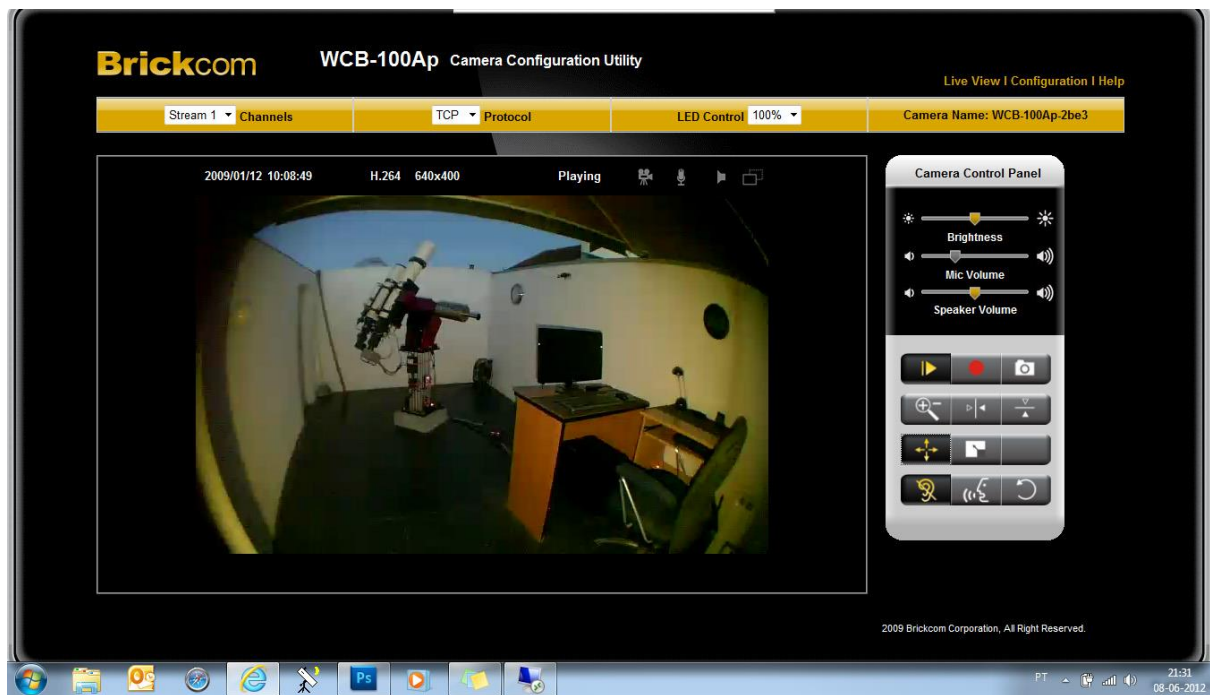 Brickcom WCB-100Ap Camera Configuration Utility
Live View I Configuration I Help
Stream 1 Channels TCP Protocol LED Control 100% Camera Name: WCB-100Ap-2be3
2009/01/12 10:08:49 H.264 640x400 Playing
Camera Control Panel
Brightness
Mic Volume
Speaker Volume
2009 Brickcom Corporation, All Right Reserved.
Ps
PT
21:31
08-06-2012